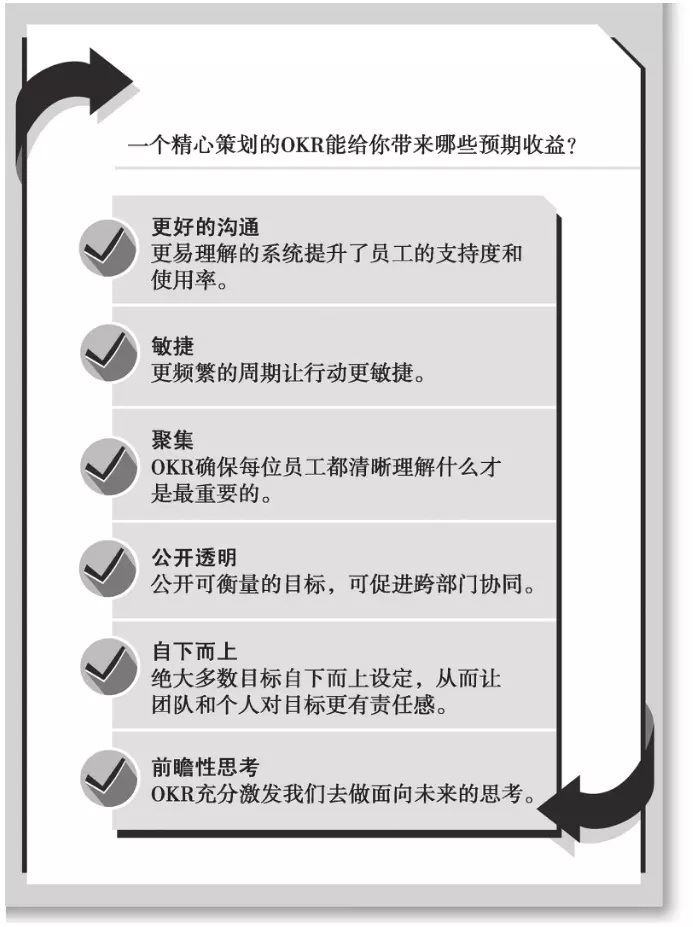 一个精心策划的OKR能给你带来哪些预期收益？
更好的沟通
更易理解的系统提升了员工的支持度和
使用率。
敏捷
更频繁的周期让行动更敏捷。
聚集
OKR确保每位员工都清晰理解什么才
是最重要的。
公开透明
公开可衡量的目标，可促进跨部门协同。
自下而上
绝大多数目标自下而上设定，从而让
团队和个人对目标更有责任感。
前瞻性思考
OKR充分激发我们去做面向未来的思考。